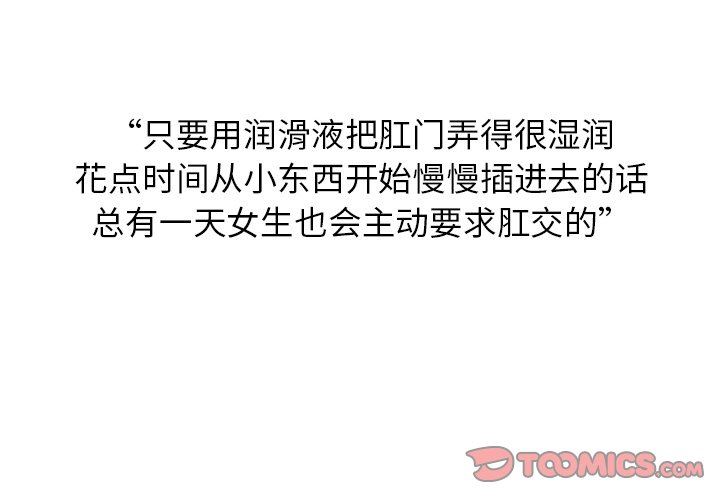 “只要用润滑液把肛门弄得很湿润
花点时间从小东西开始慢慢插进去的话
总有一天女生也会主动要求肛交的”
TOOMICS.COM